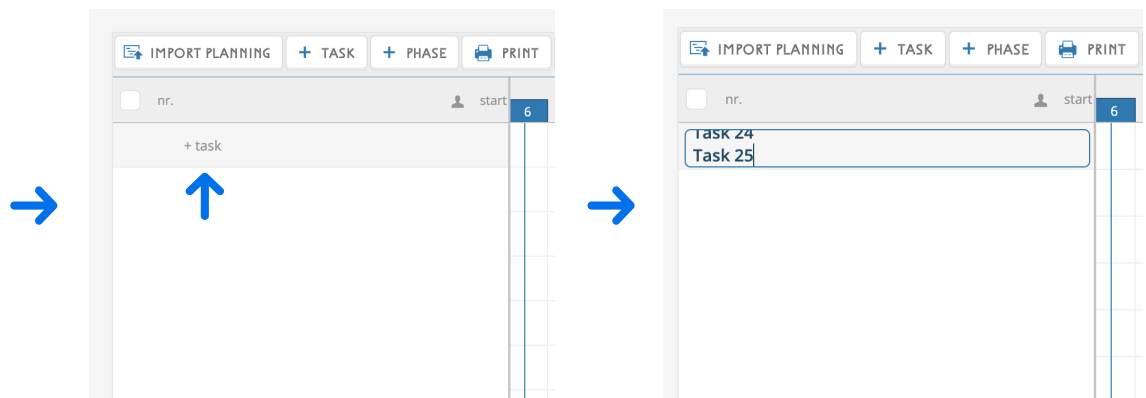 IMPORT PLANNING + TASK + PHASE PRINT
nr. start
6
+ task
IMPORT PLANNING + TASK + PHASE PRINT
nr. start
6
Task 24
Task 25